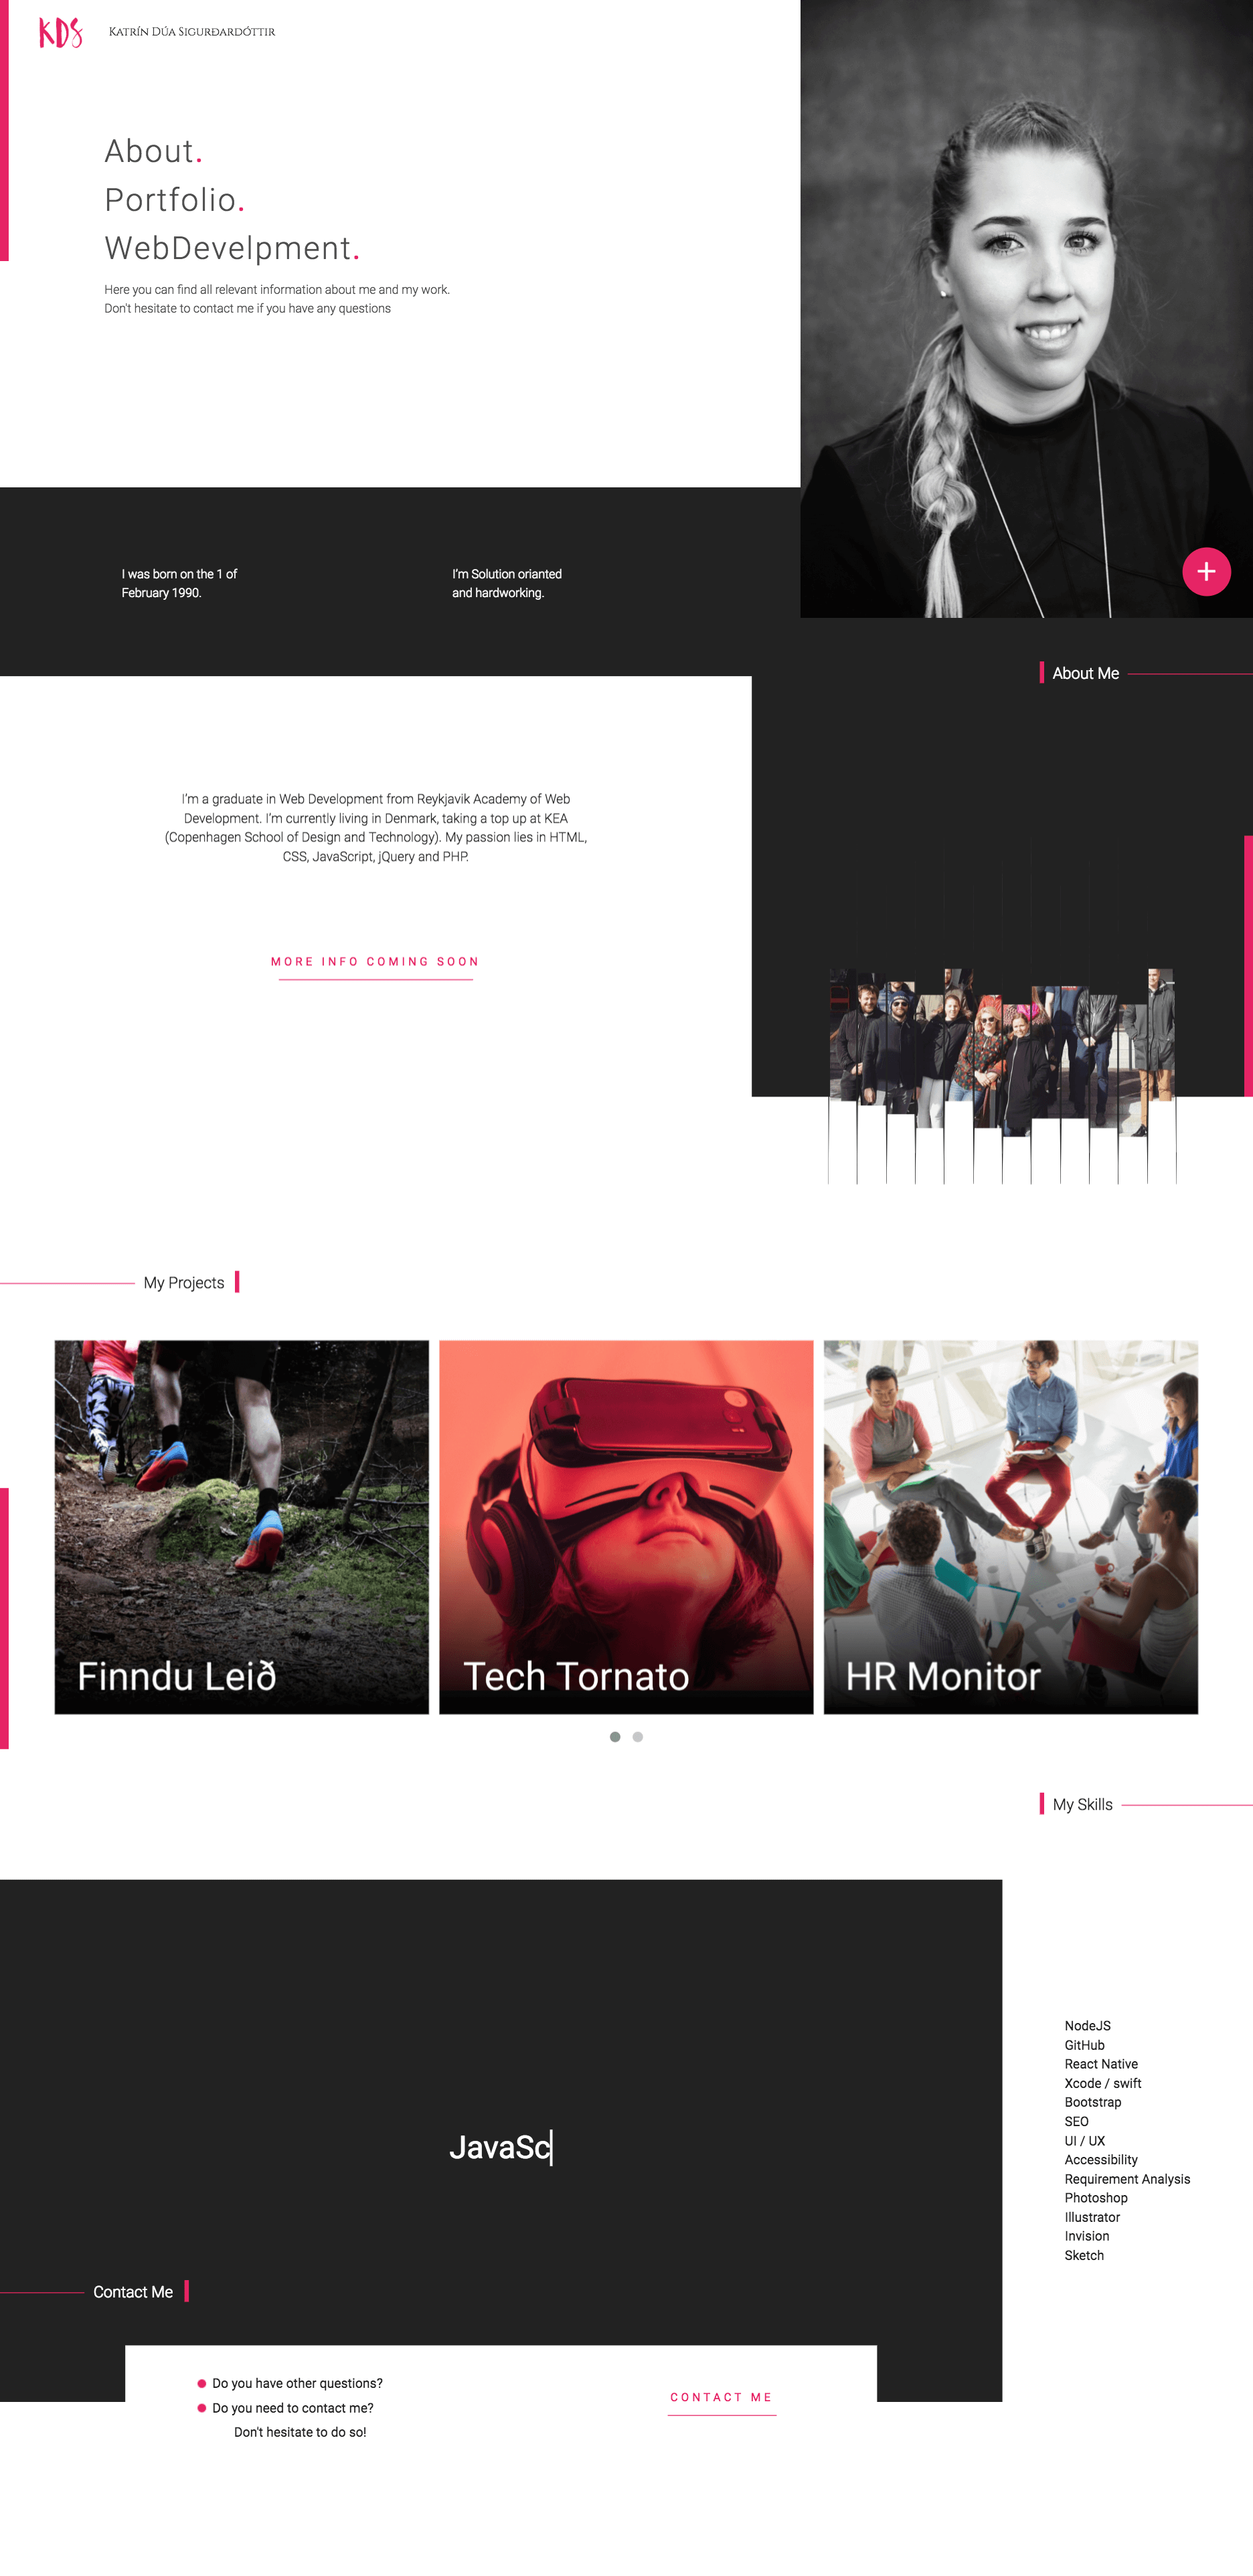 KDS
Katrín Dúa Sigurðardóttir
About.
Portfolio.
WebDevelpment.
Here you can find all relevant information about me and my work.
Don't hesitate to contact me if you have any questions
I was born on the 1 of
February 1990.
I'm Solution orianted
and hardworking.
About Me
I'm a graduate in Web Development from Reykjavik Academy of Web
Development. I'm currently living in Denmark, taking a top up at KEA
(Copenhagen School of Design and Technology). My passion lies in HTML,
CSS, JavaScript, jQuery and PHP.
MORE INFO COMING SOON
My Projects
Finndu Leið
Tech Tornato
HR Monitor
My Skills
JavaSc
NodeJS
GitHub
React Native
Xcode / swift
Bootstrap
SEO
UI / UX
Accessibility
Requirement Analysis
Photoshop
Illustrator
Invision
Sketch
Contact Me
Do you have other questions?
Do you need to contact me?
Don't hesitate to do so!
CONTACT ME